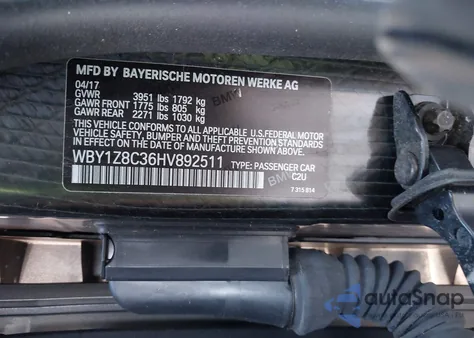 MFD BY BAYERISCHE MOTOREN WERKE AG
04/17
GVWR 3951 lbs 1792 kg
GAWR FRONT 1775 lbs 805 kg
GAWR REAR 2271 lbs 1030 kg
THIS VEHICLE CONFORMS TO ALL APPLICABLE U.S. FEDERAL MOTOR
VEHICLE SAFETY, BUMPER AND THEFT PREVENTION STANDARDS
IN EFFECT ON THE DATE OF MANUFACTURE SHOWN ABOVE.
WBY1Z8C36HV892511 TYPE: PASSENGER CAR
C2U
7 315 814
BMW
BMW
BMW
autoSnap